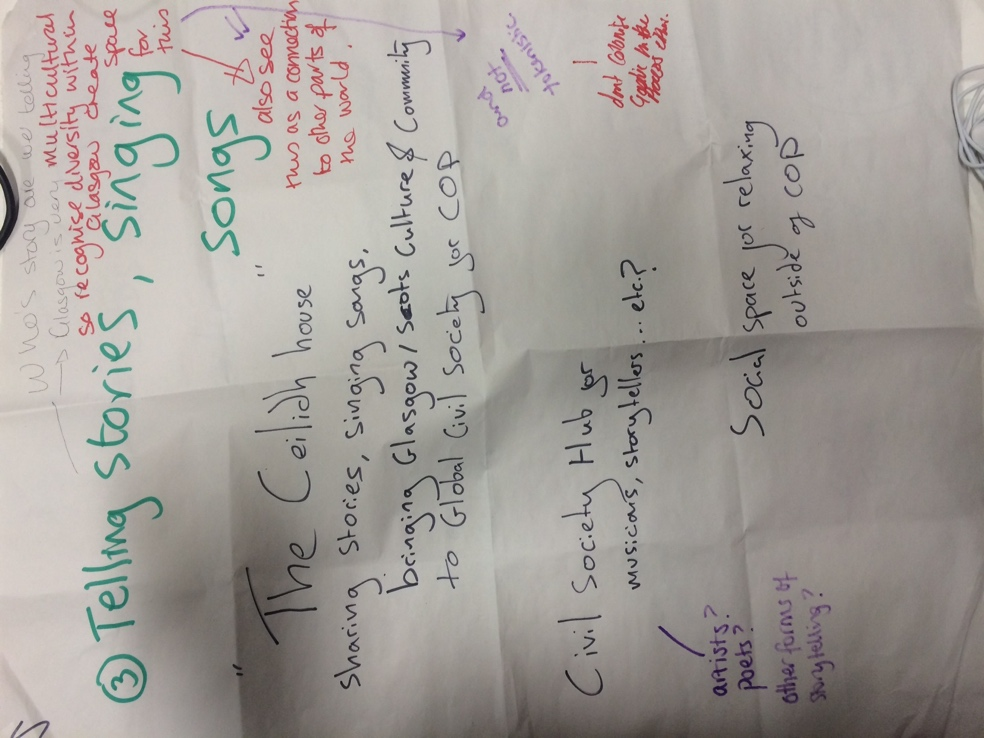 Who's story are we telling
→ Glasgow is very multicultural
so recognise diversity within
Glasgow & create space
for this
③ Telling stories, singing
songs
also see
this as a connection
to other parts of
the world.
"The Ceilidh house"
Sharing stories, singing songs,
bringing Glasgow/Scots Culture & Community
to Global Civil Society for COP
and not
tokenistic
don't colonise
Gaelic in the
process
Civil Society Hub for
musicians, storytellers... etc.?
artists?
poets?
other forms of
storytelling?
Social space for relaxing
outside of COP